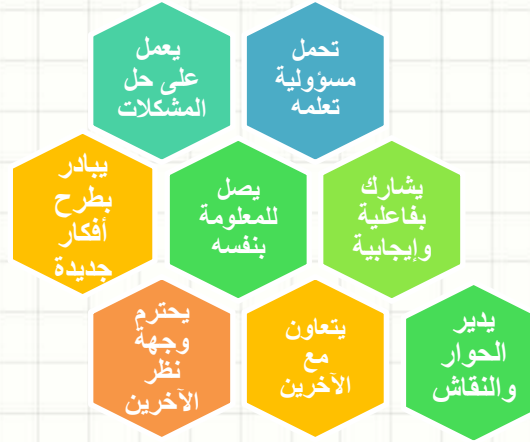 تحمل
مسؤولية
تعلمه
يعمل
على حل
المشكلات
يشارك
بفاعلية
وإيجابية
يصل
للمعلومة
بنفسه
يبادر
بطرح
أفكار
جديدة
يدير
الحوار
والنقاش
يتعاون
مع
الآخرين
يحترم
وجهة
نظر
الآخرين